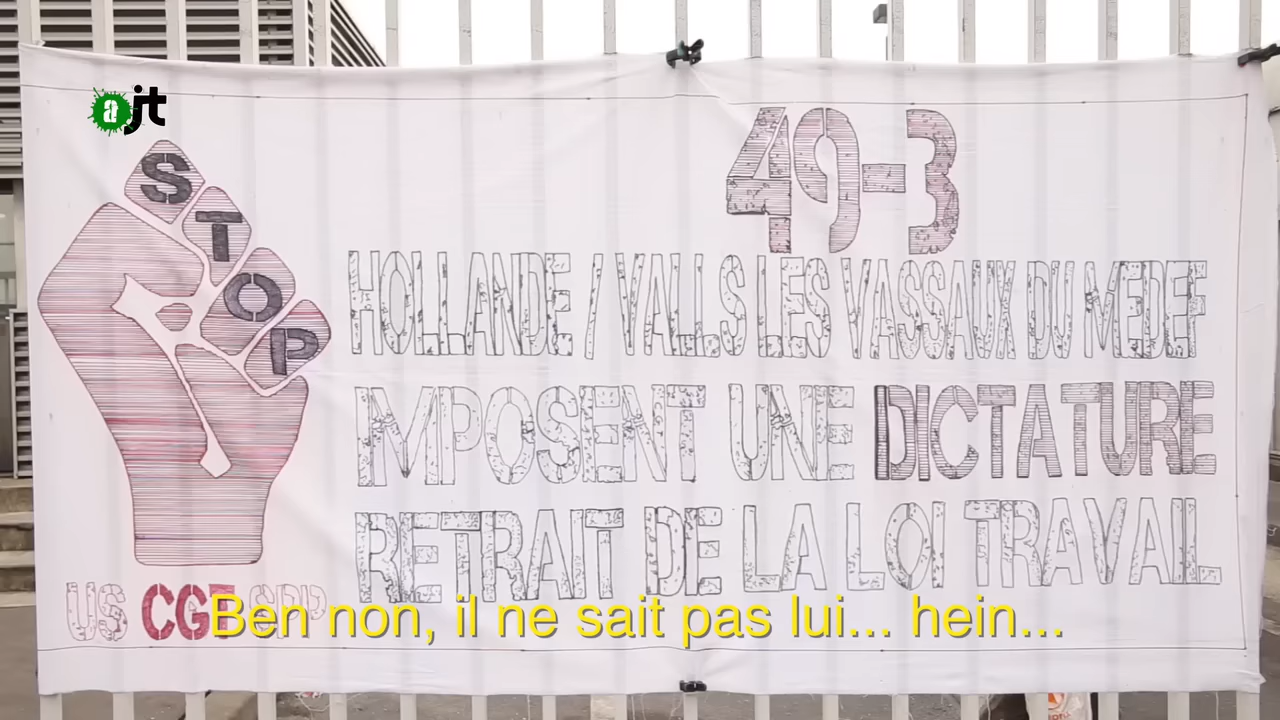 ajt
STOP
49-3
HOLLANDE / VALLS LES VASSAUX DU MEDEF
IMPOSENT UNE DICTATURE
RETRAIT DE LA LOI TRAVAIL
US CGT SPP
Ben non, il ne sait pas lui... hein...